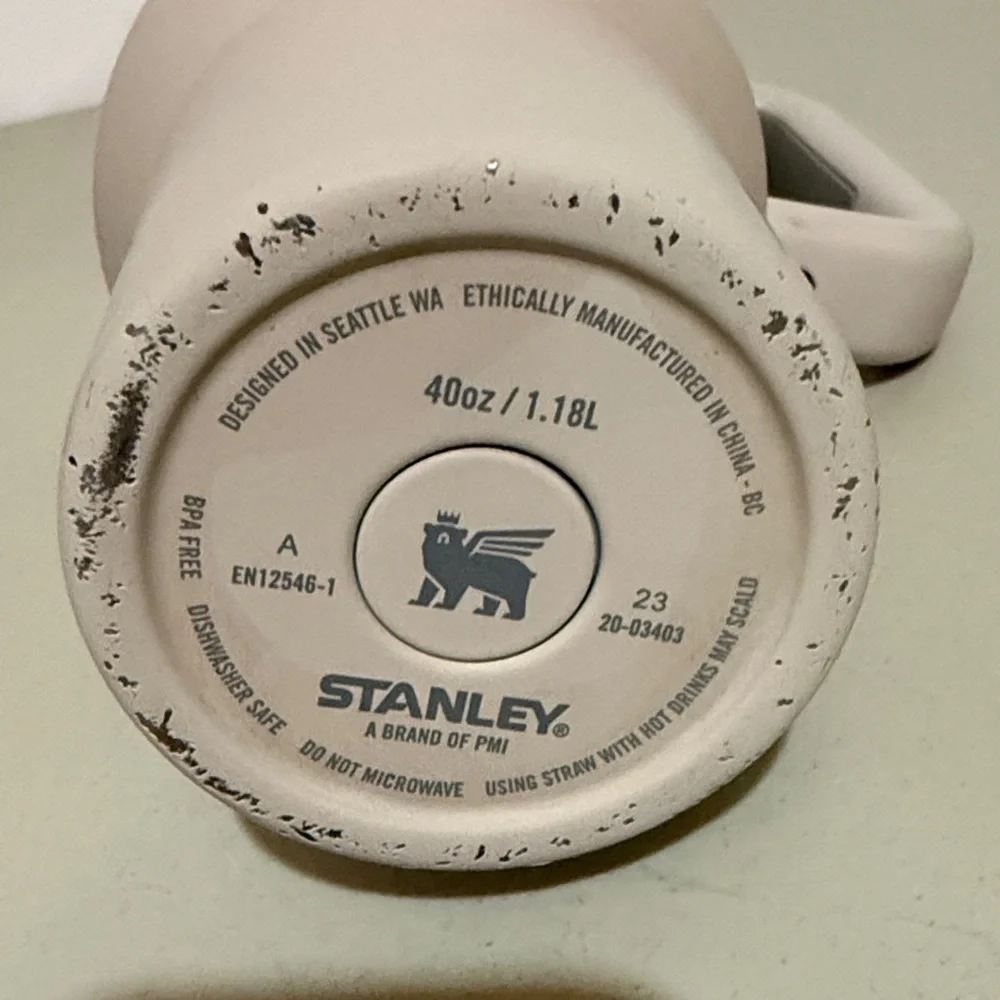 DESIGNED IN SEATTLE WA
ETHICALLY MANUFACTURED IN CHINA - BC
40oz / 1.18L
BPA FREE
A
EN12546-1
23
20-03403
STANLEY®
A BRAND OF PMI
DISHWASHER SAFE
DO NOT MICROWAVE
USING STRAW WITH HOT DRINKS MAY SCALD